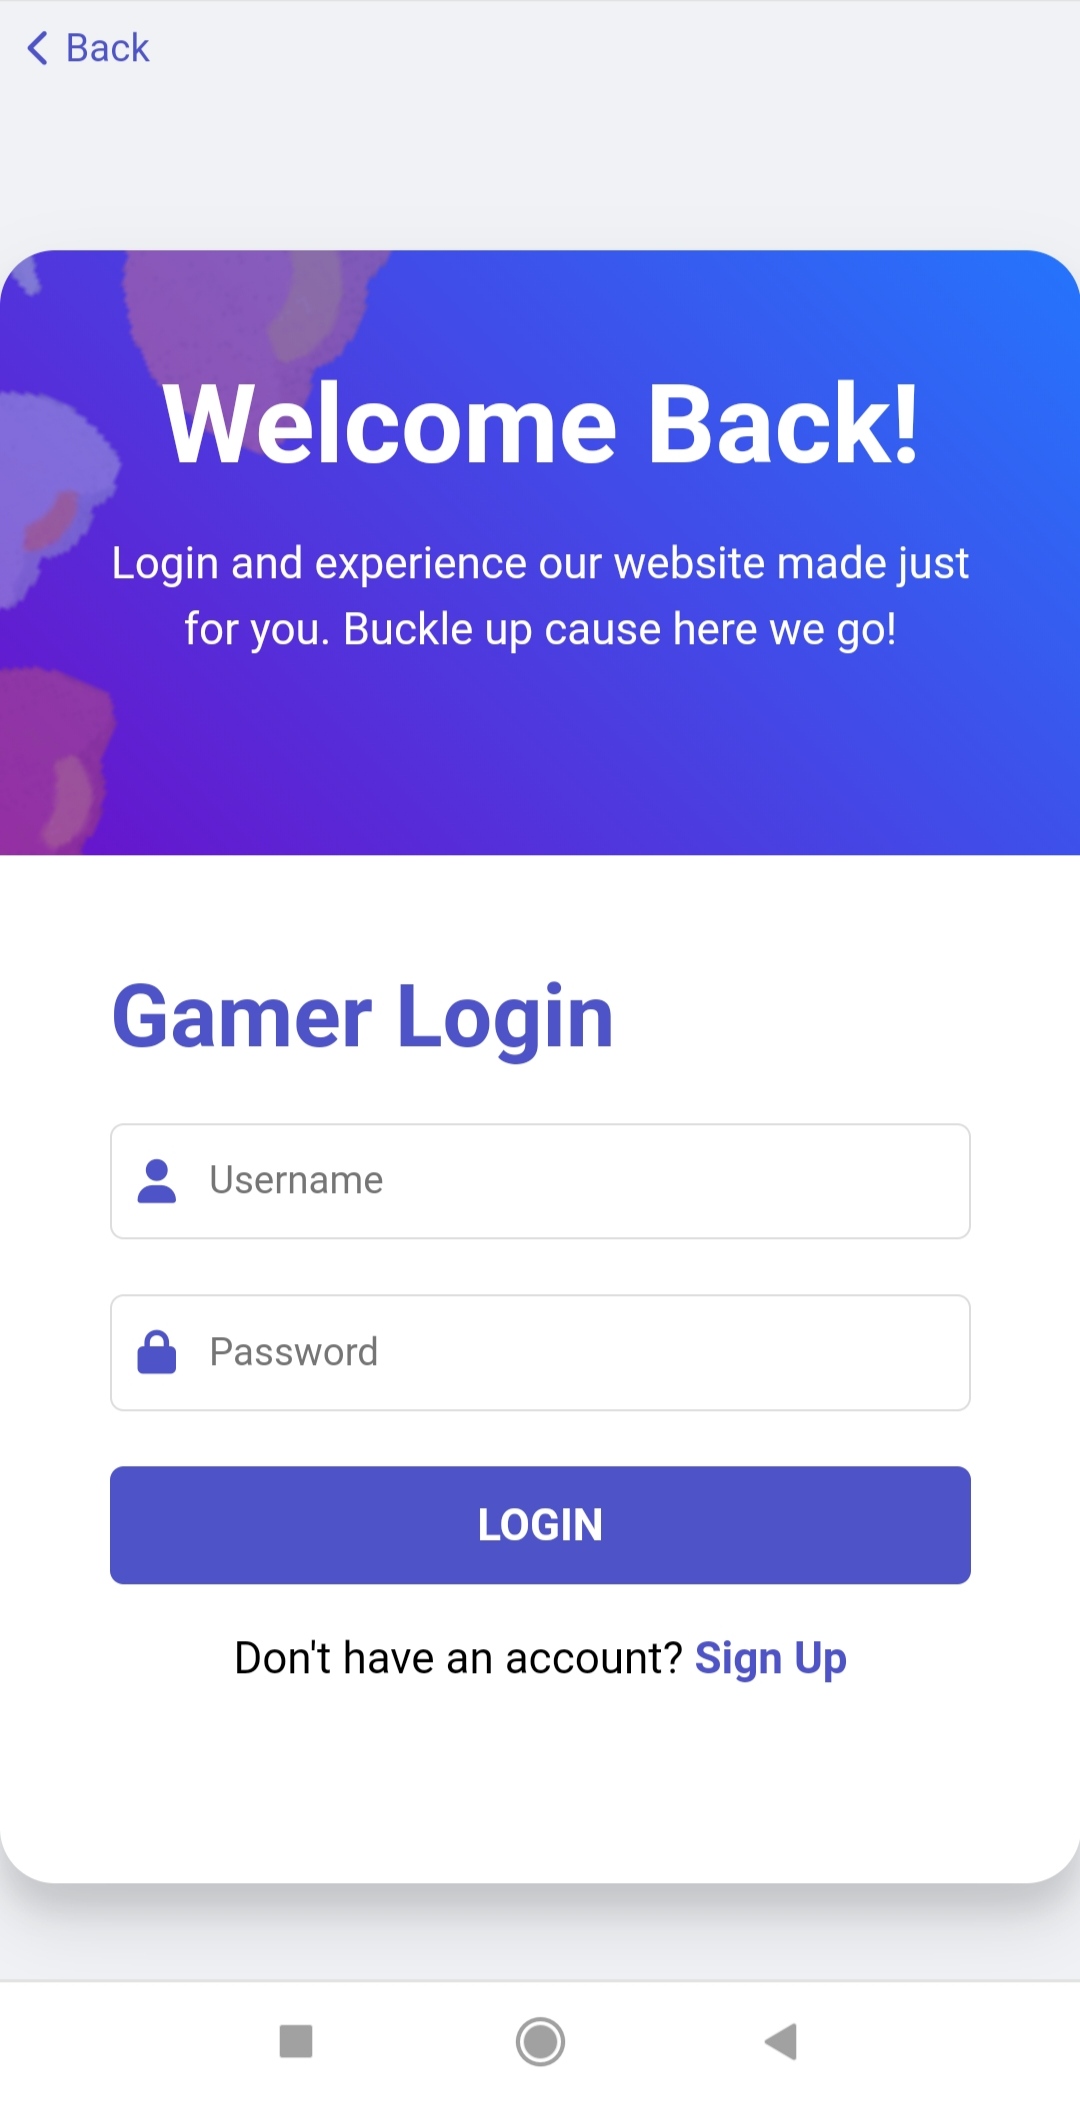 Back
Welcome Back!
Login and experience our website made just
for you. Buckle up cause here we go!
Gamer Login
Username
Password
LOGIN
Don't have an account? Sign Up